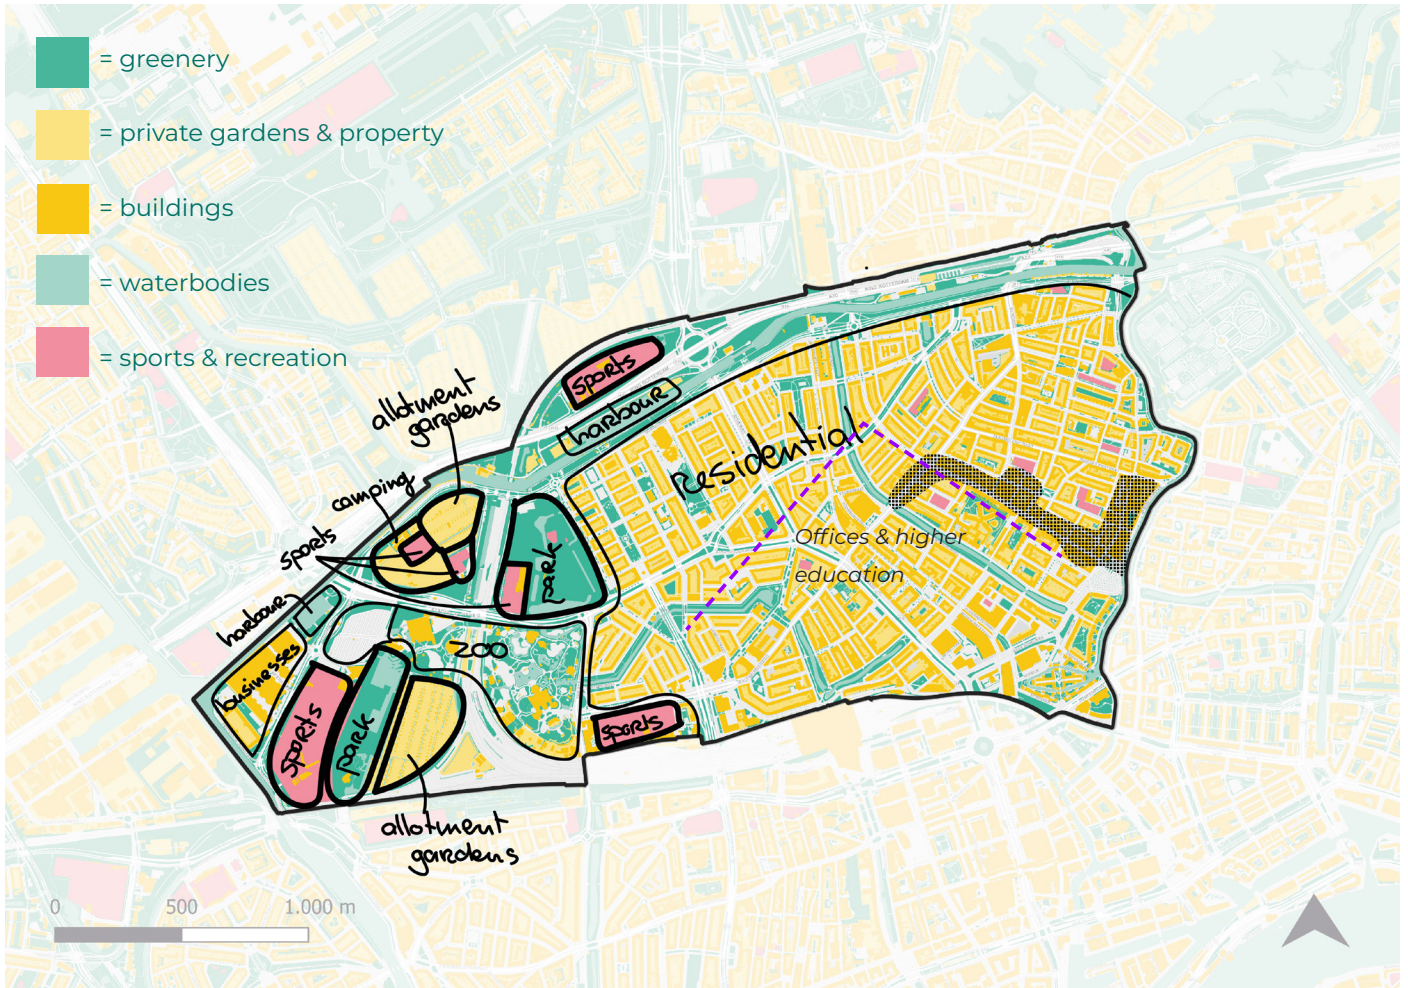 = greenery
= private gardens & property
= buildings
= waterbodies
= sports & recreation
allotment
gardens
camping
sports
harbour
businesses
sports
park
allotment
gardens
zoo
park
sports
harbour
sports
Residential
Offices & higher
education
0 500 1.000 m